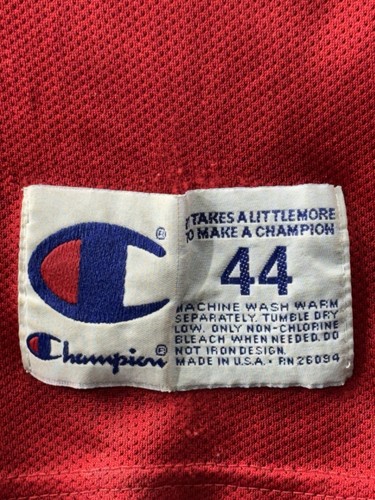 IT TAKES A LITTLE MORE
TO MAKE A CHAMPION
44
MACHINE WASH WARM
SEPARATELY. TUMBLE DRY
LOW. ONLY NON-CHLORINE
BLEACH WHEN NEEDED. DO
NOT IRON DESIGN.
MADE IN U.S.A. • RN 26094
®
Champion®